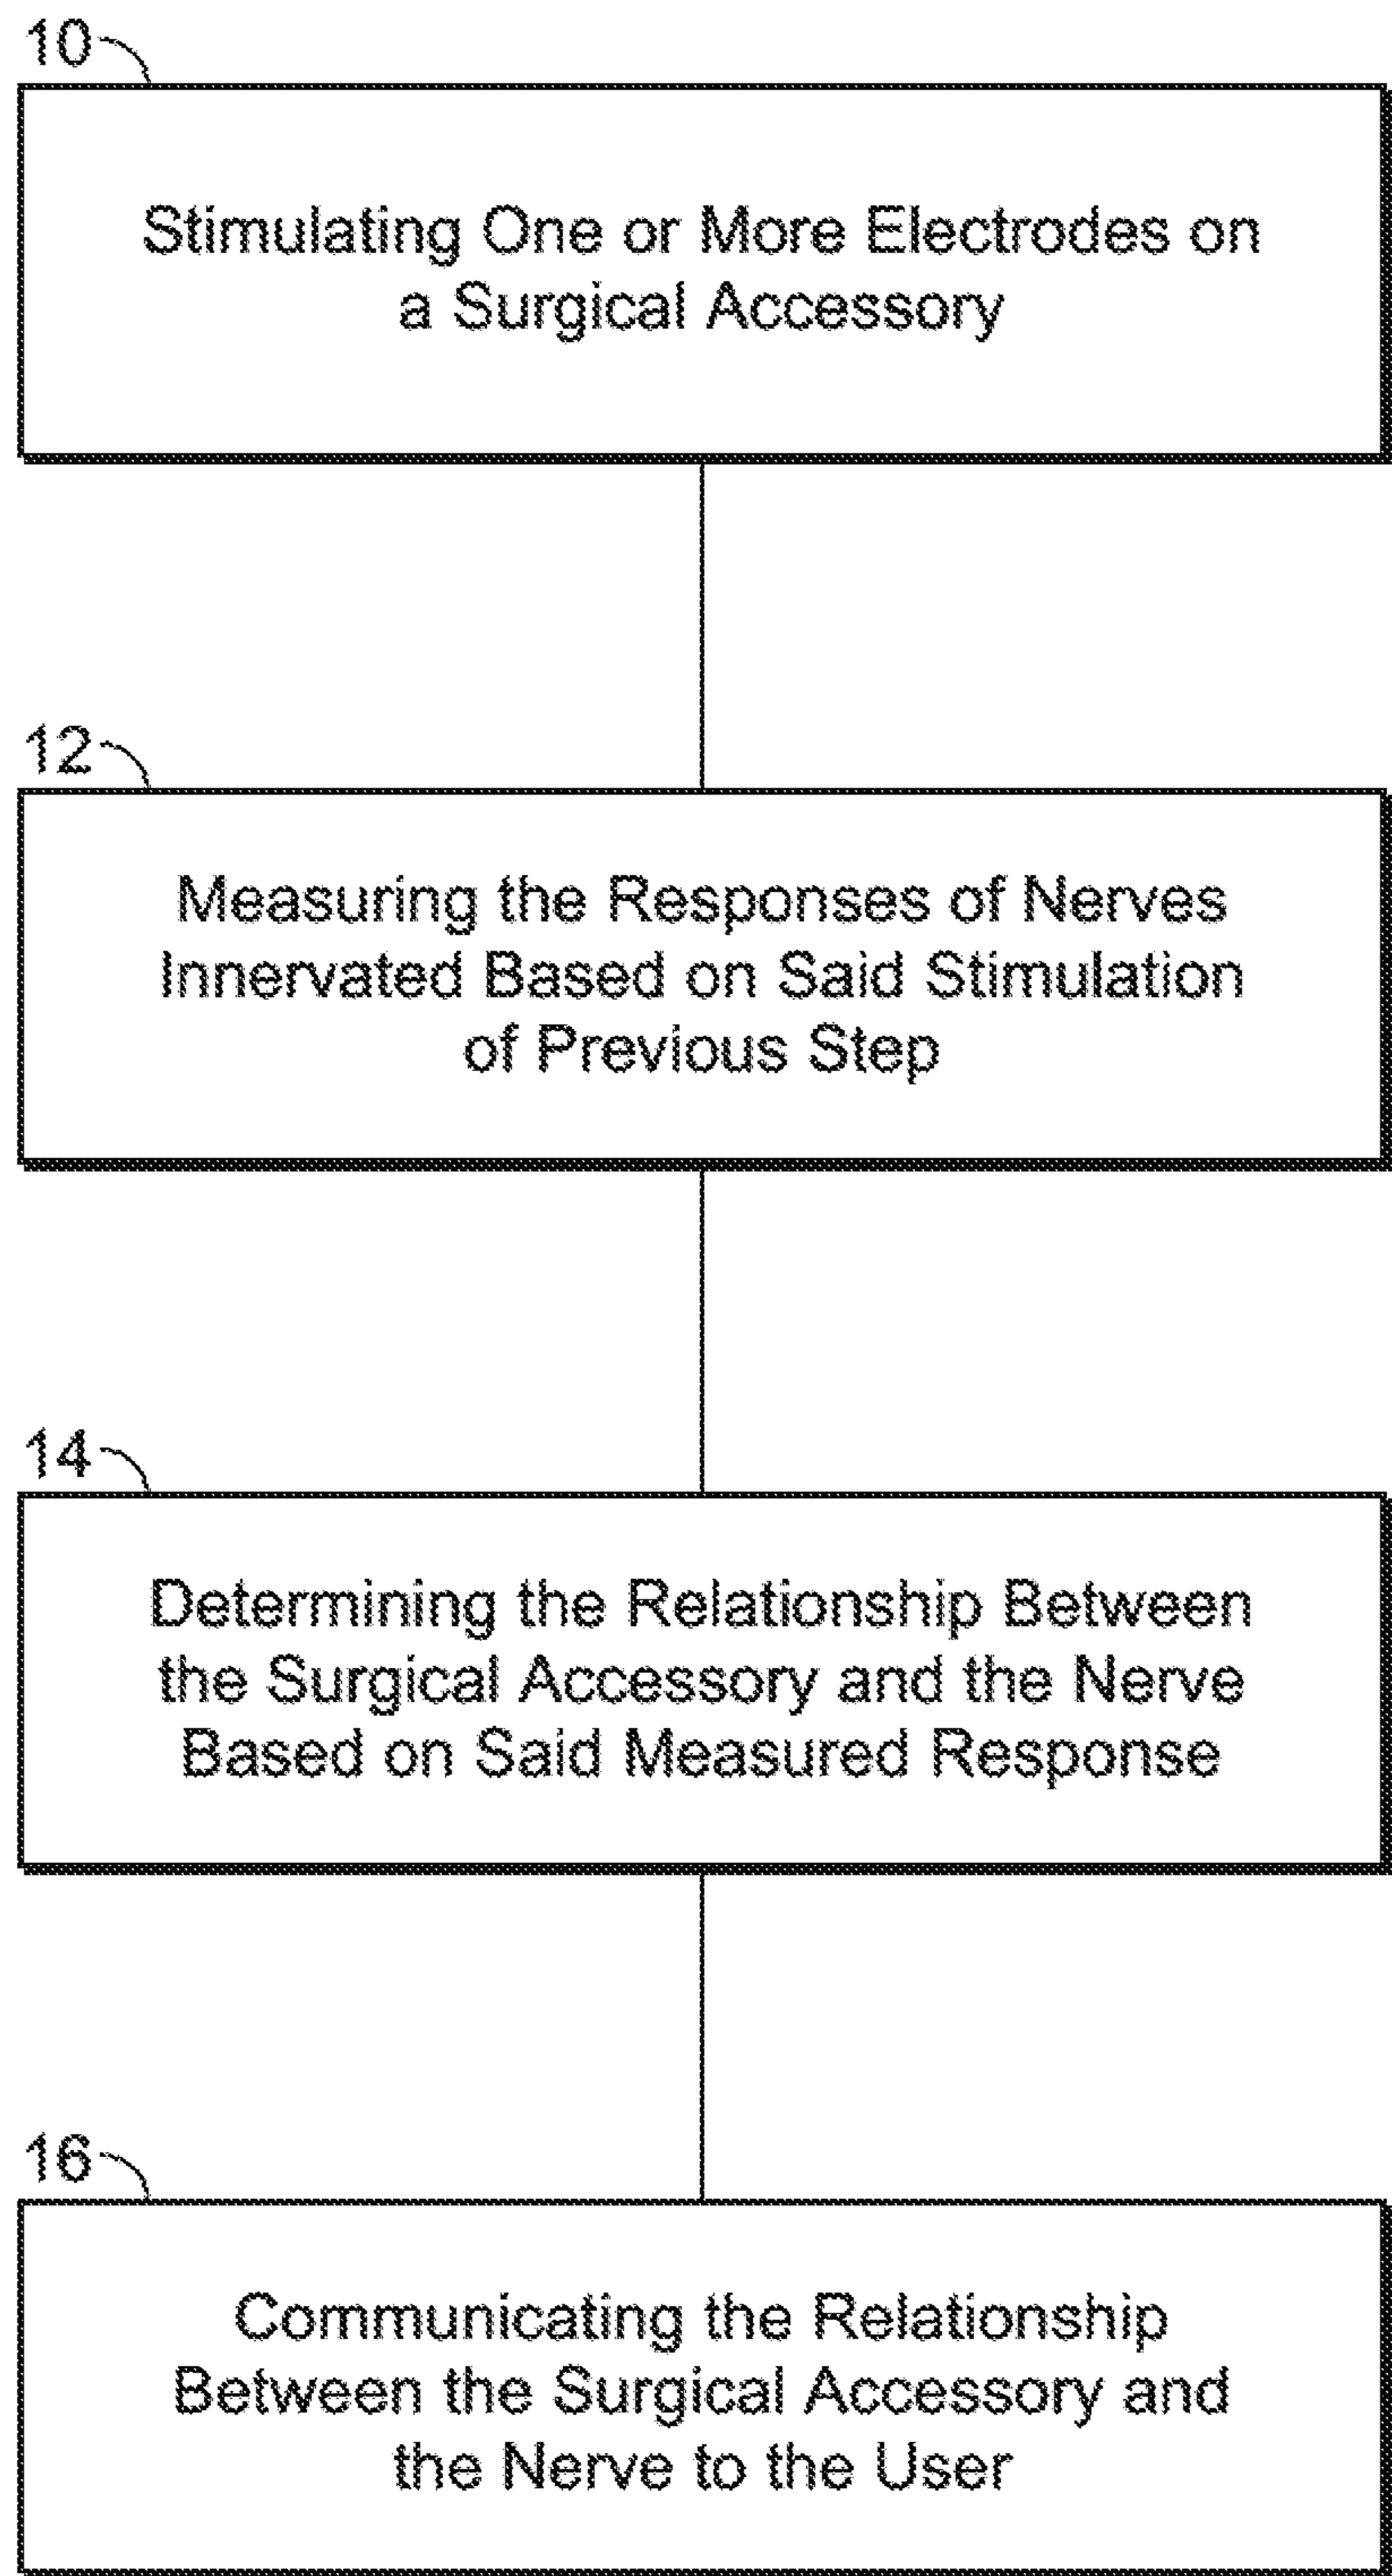 10
Stimulating One or More Electrodes on
a Surgical Accessory
12
Measuring the Responses of Nerves
Innervated Based on Said Stimulation
of Previous Step
14
Determining the Relationship Between
the Surgical Accessory and the Nerve
Based on Said Measured Response
16
Communicating the Relationship
Between the Surgical Accessory and
the Nerve to the User